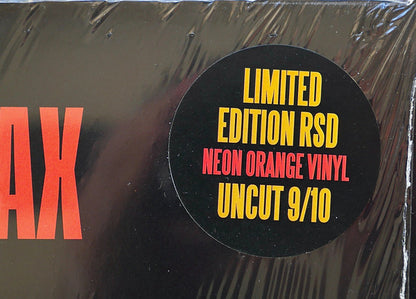 AX
LIMITED
EDITION RSD
NEON ORANGE VINYL
UNCUT 9/10